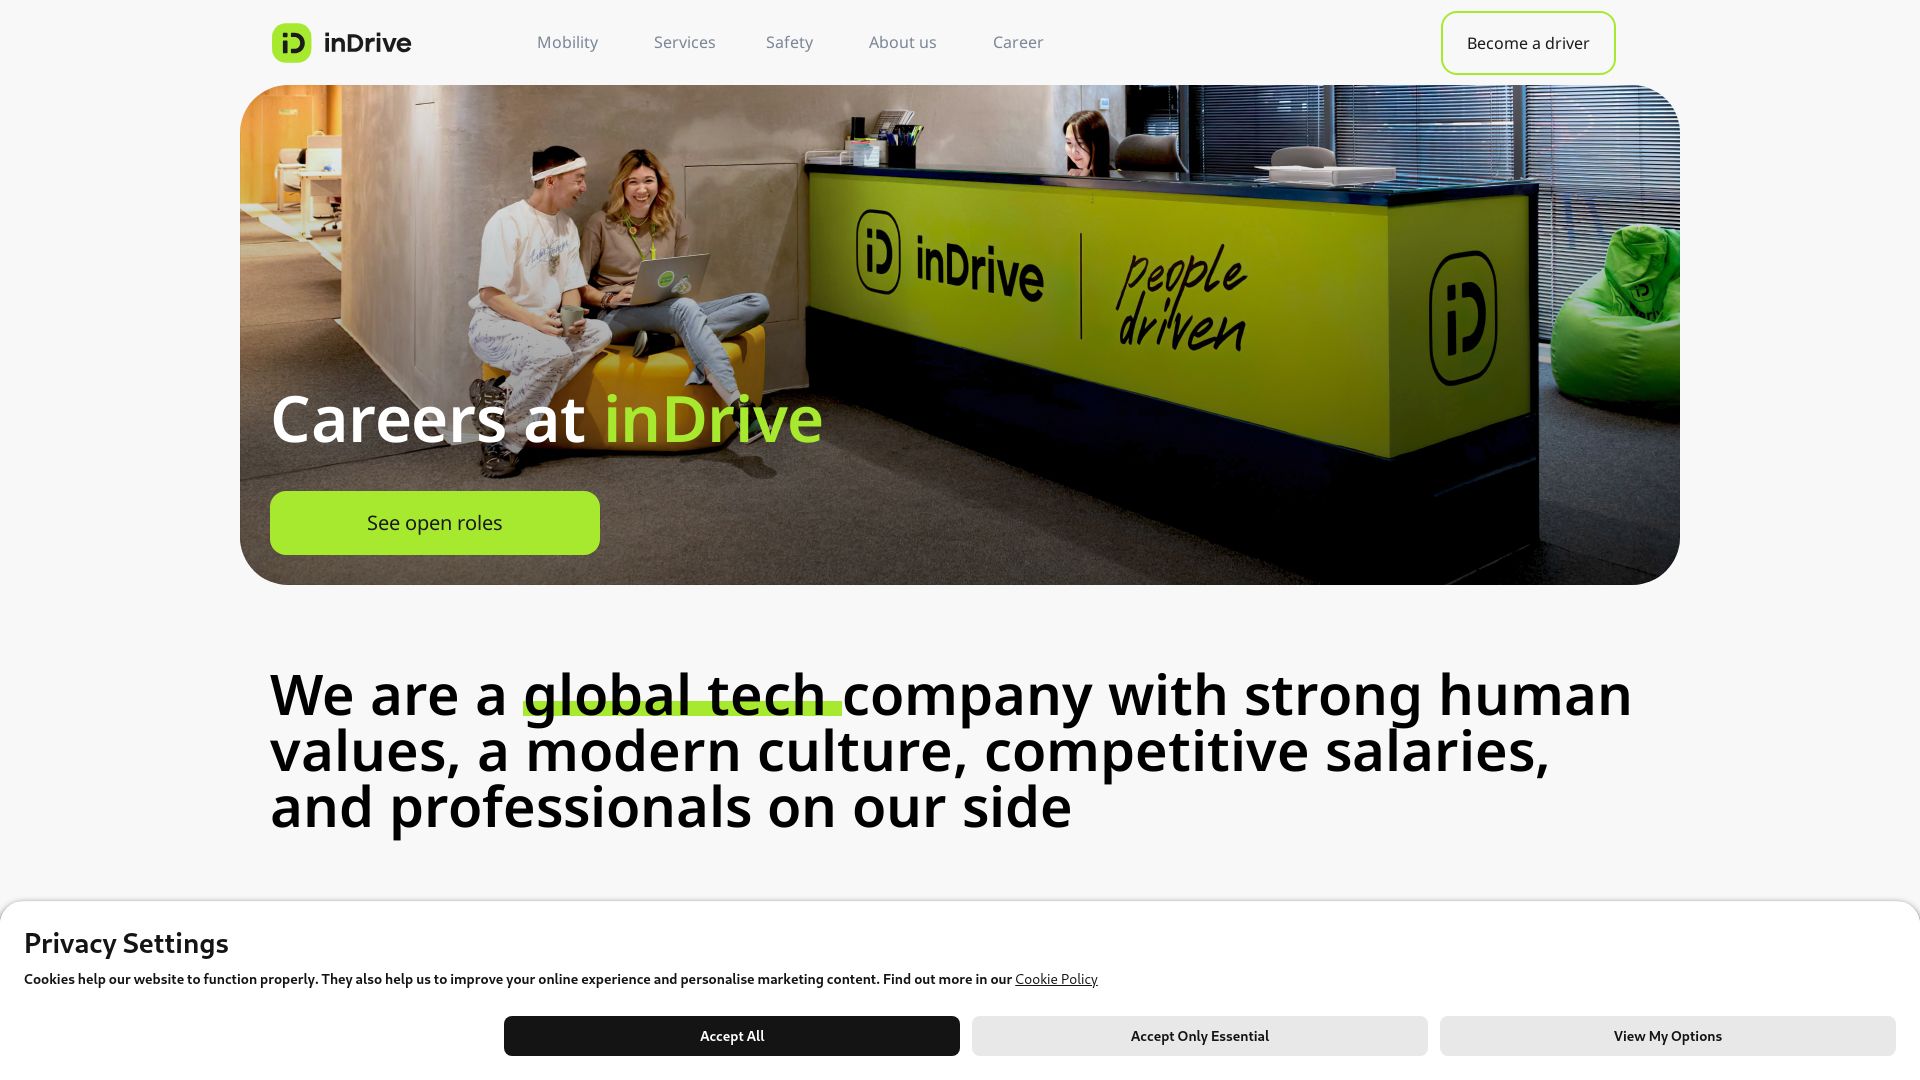 inDrive
Mobility
Services
Safety
About us
Career
Become a driver
inDrive
people
driven
Careers at inDrive
See open roles
We are a global tech company with strong human
values, a modern culture, competitive salaries,
and professionals on our side
Privacy Settings
Cookies help our website to function properly. They also help us to improve your online experience and personalise marketing content. Find out more in our Cookie Policy
Accept All
Accept Only Essential
View My Options